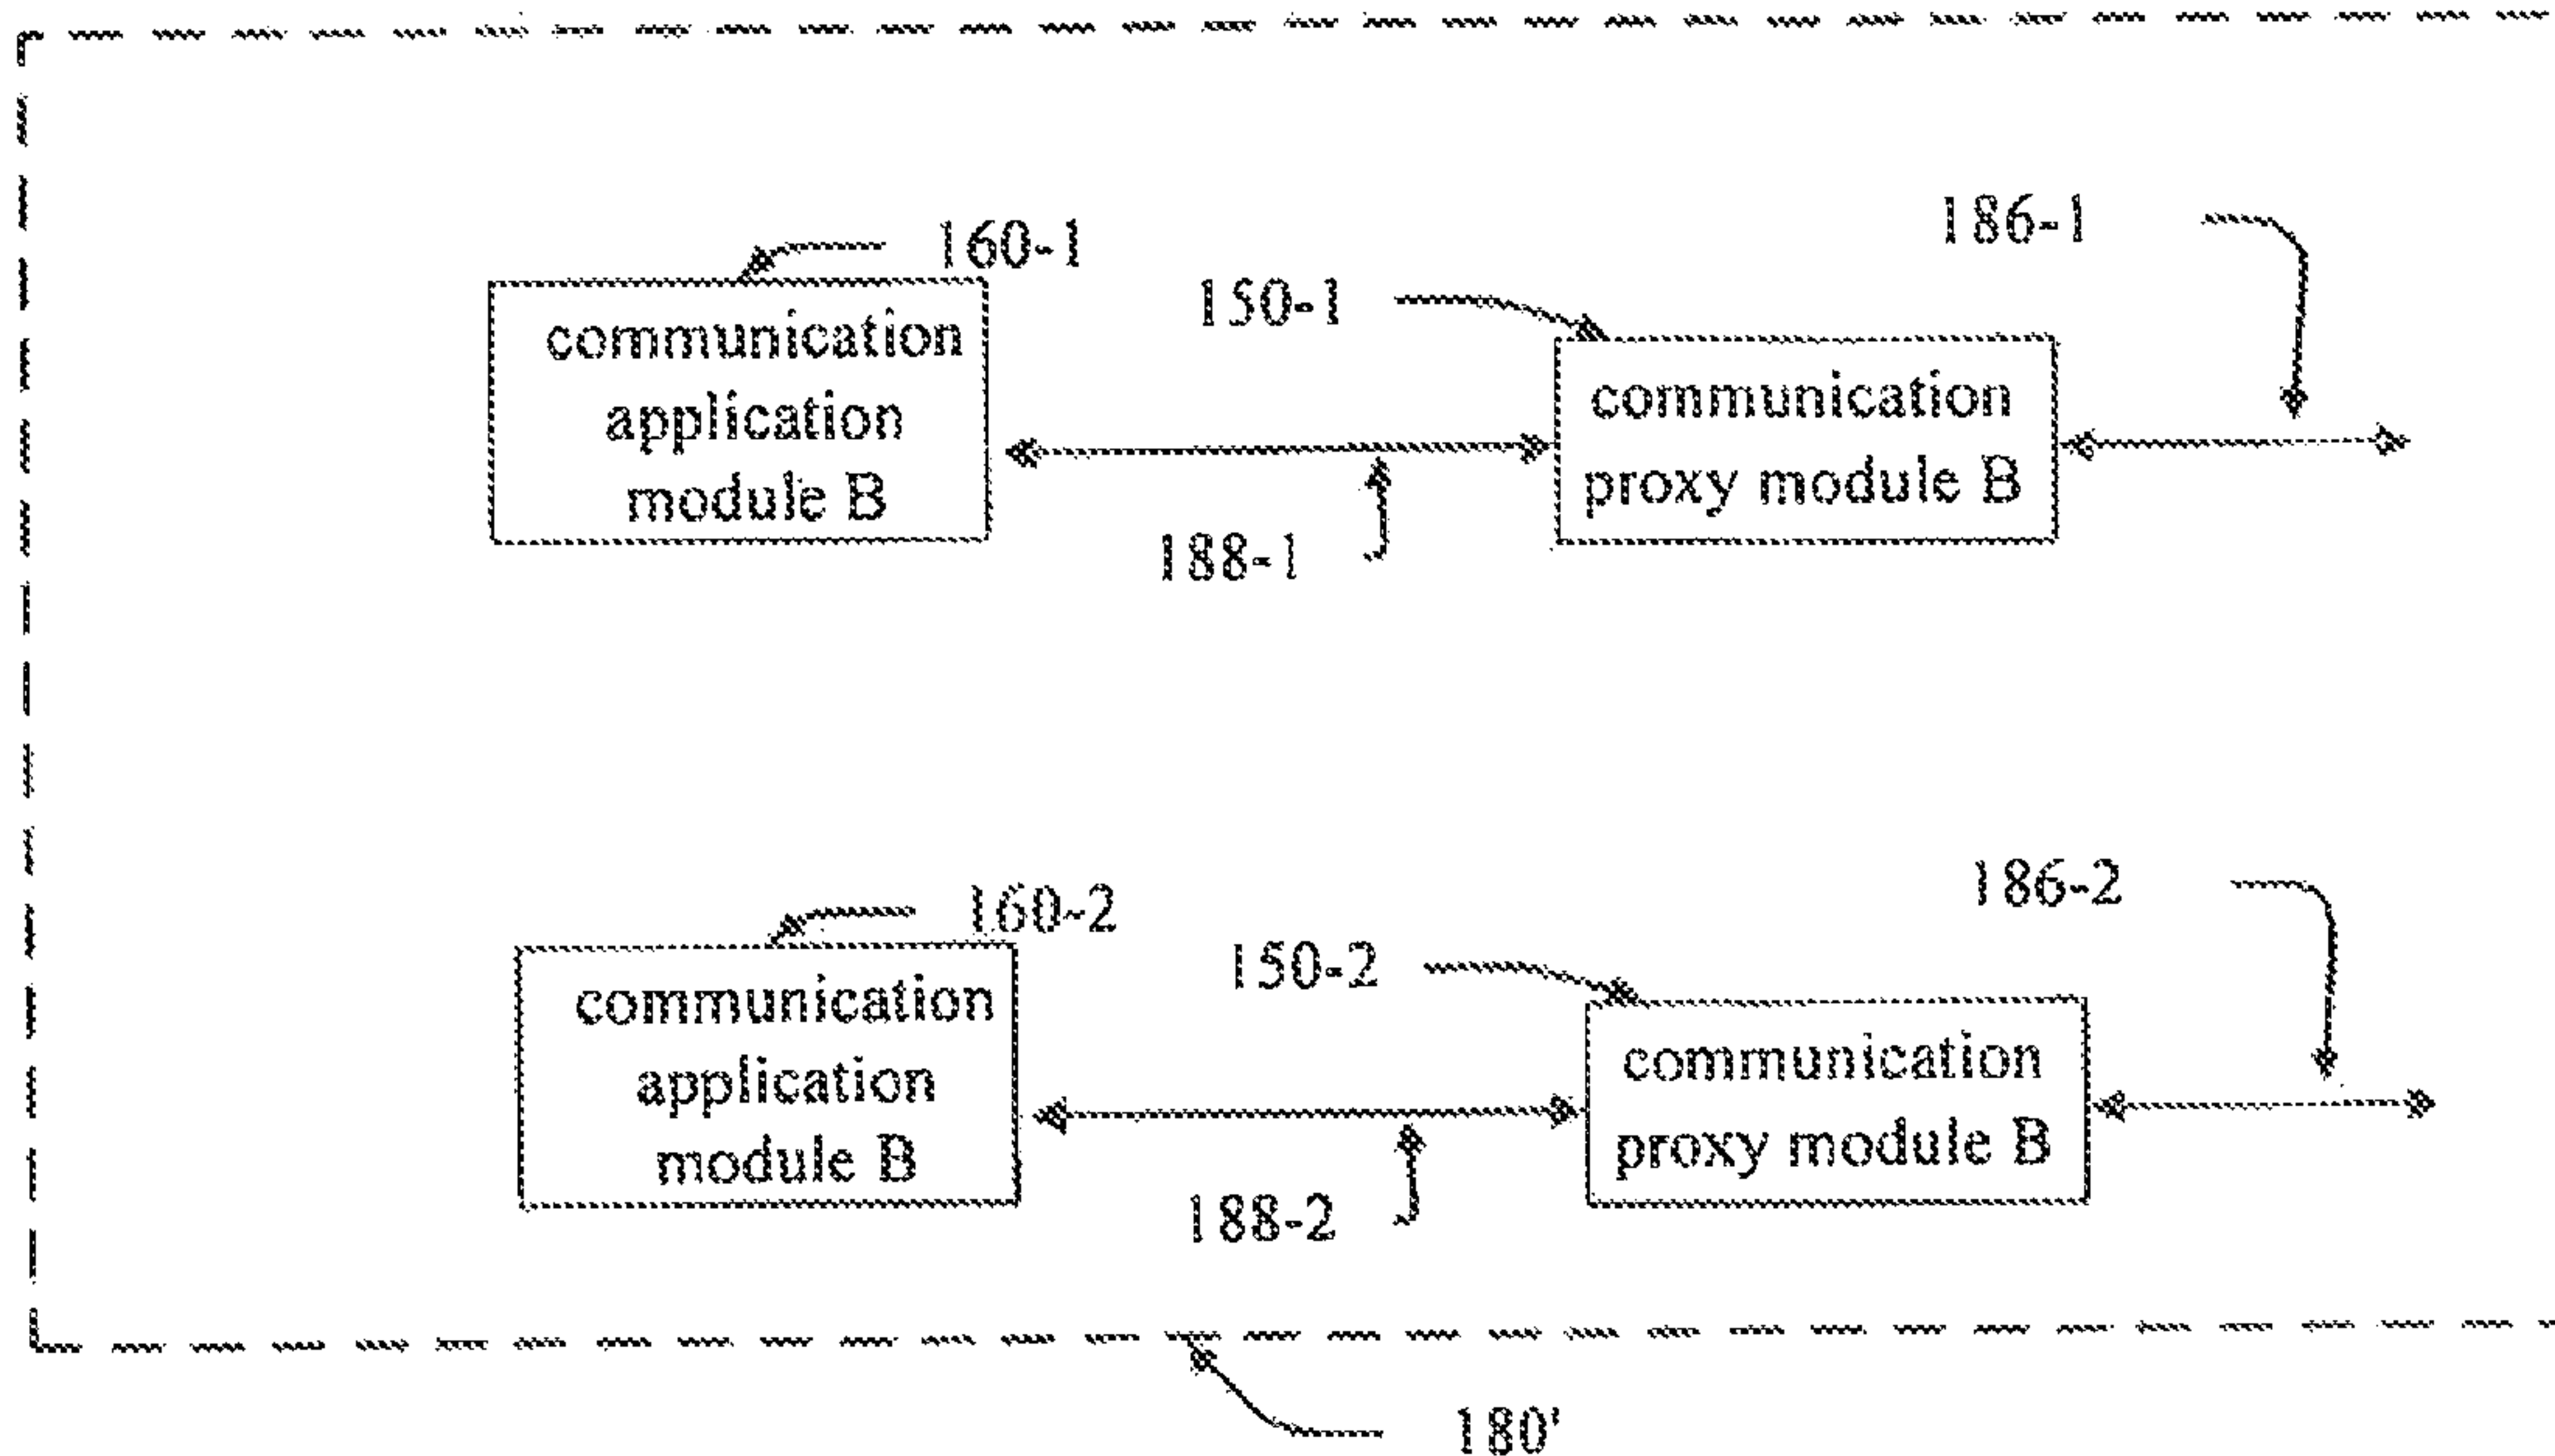 186-1
160-1
150-1
communication
application
module B
communication
proxy module B
188-1
186-2
160-2
150-2
communication
application
module B
communication
proxy module B
188-2
180'